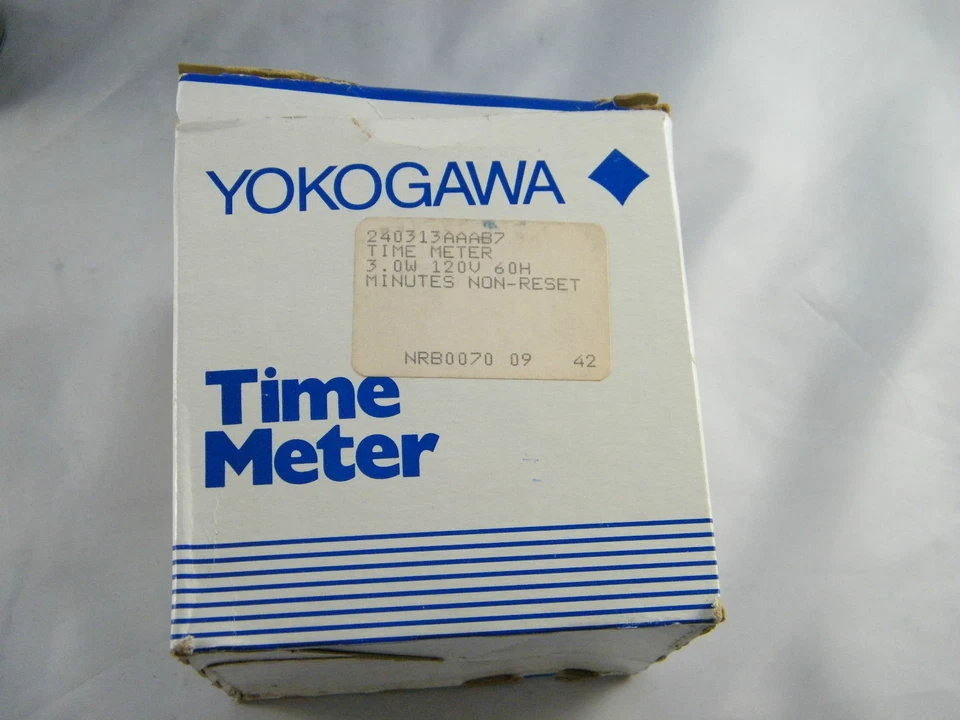 YOKOGAWA
240313AAAB7
TIME METER
3.0W 120V 60H
MINUTES NON-RESET
NRB0070 09 42
Time
Meter